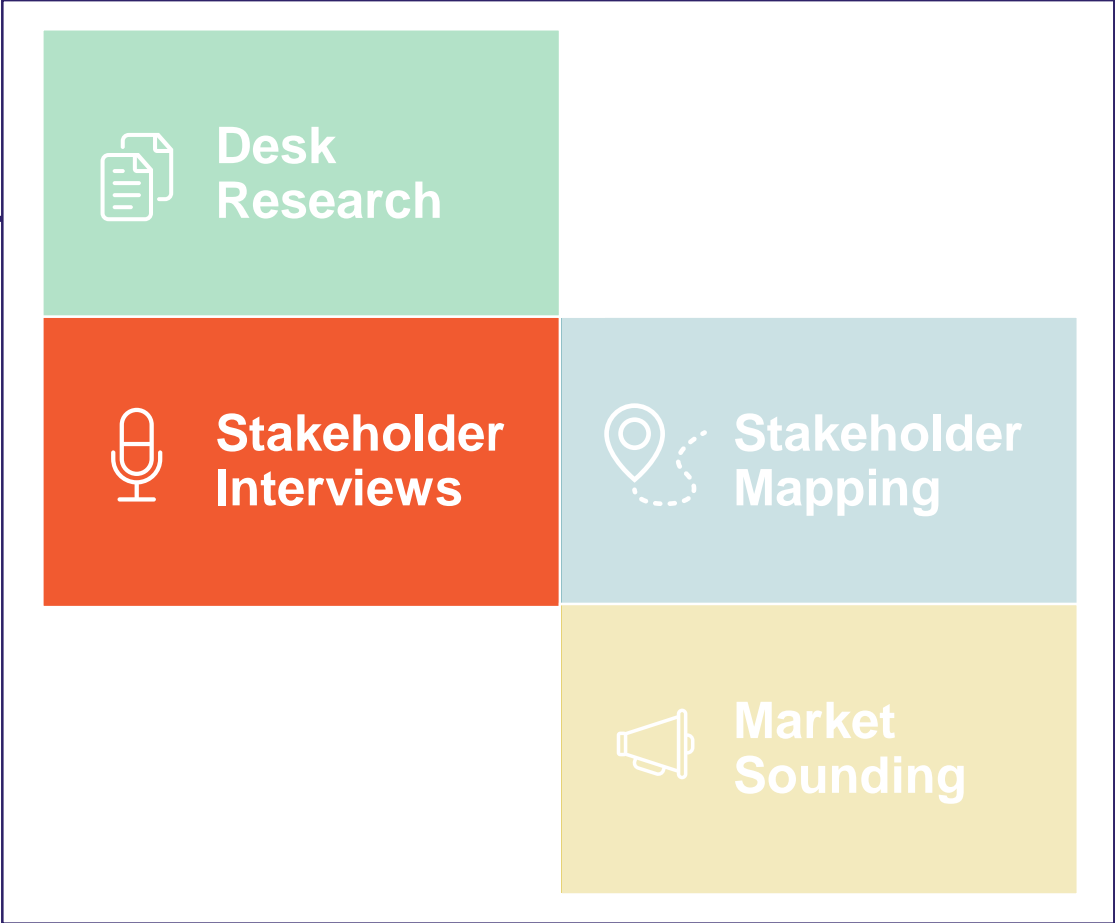 Desk
Research
Stakeholder
Interviews
Stakeholder
Mapping
Market
Sounding